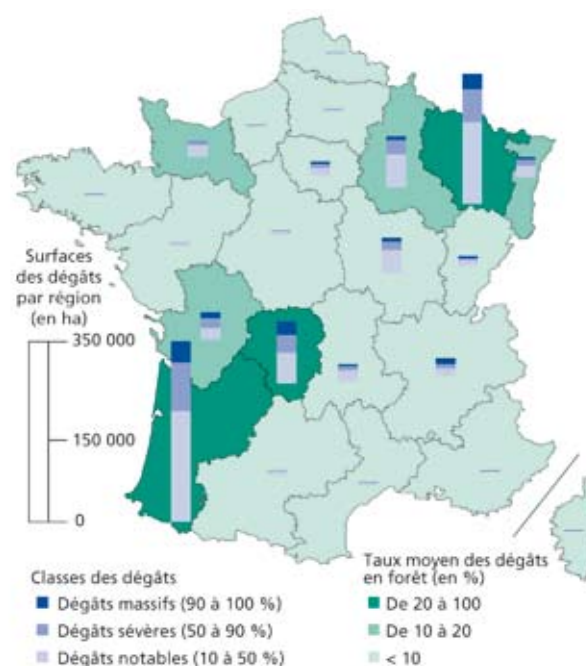 Surfaces
des dégâts
par région
(en ha)
350 000
150 000
0
Classes des dégâts
Dégâts massifs (90 à 100 %)
Dégâts sévères (50 à 90 %)
Dégâts notables (10 à 50 %)
Taux moyen des dégâts
en forêt (en %)
De 20 à 100
De 10 à 20
< 10